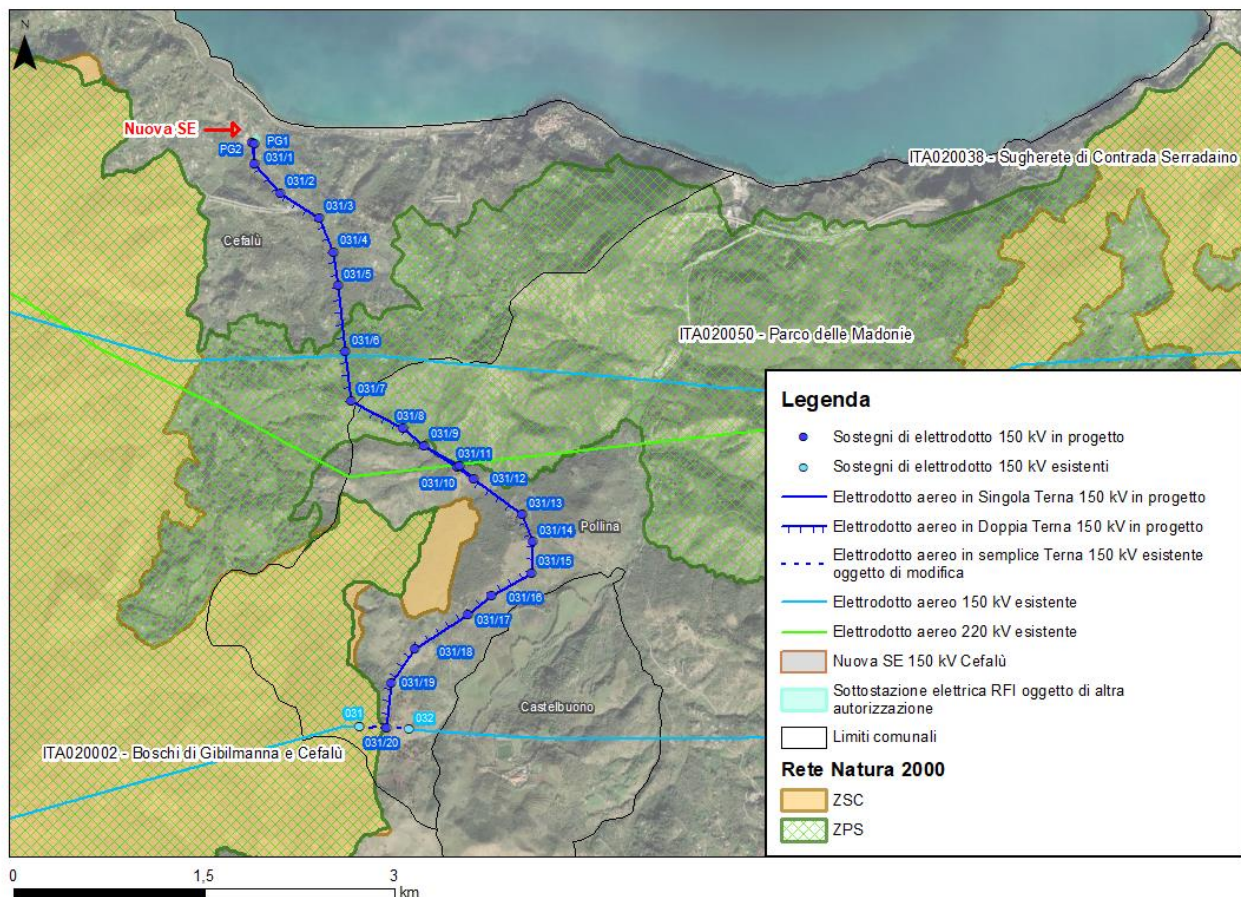 N
Nuova SE
PG1
PG2
031/1
031/2
031/3
031/4
Cefalù
031/5
031/6
031/7
031/8
031/9
031/11
031/10
031/12
031/13
031/14
Pollina
031/15
031/16
031/17
031/18
031/19
Castelbuono
031
032
031/20
ITA020038 - Sugherete di Contrada Serradaino
ITA020050 - Parco delle Madonie
ITA020002 - Boschi di Gibilmanna e Cefalù
Legenda
Sostegni di elettrodotto 150 kV in progetto
Sostegni di elettrodotto 150 kV esistenti
Elettrodotto aereo in Singola Terna 150 kV in progetto
Elettrodotto aereo in Doppia Terna 150 kV in progetto
Elettrodotto aereo in semplice Terna 150 kV esistente
oggetto di modifica
Elettrodotto aereo 150 kV esistente
Elettrodotto aereo 220 kV esistente
Nuova SE 150 kV Cefalù
Sottostazione elettrica RFI oggetto di altra
autorizzazione
Limiti comunali
Rete Natura 2000
ZSC
ZPS
0 1,5 3
km